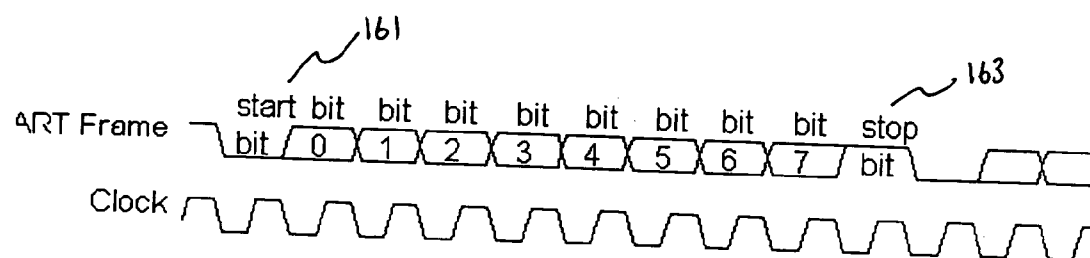 161
163
start bit bit bit bit bit bit bit bit stop
ART Frame bit 0 1 2 3 4 5 6 7 bit
Clock